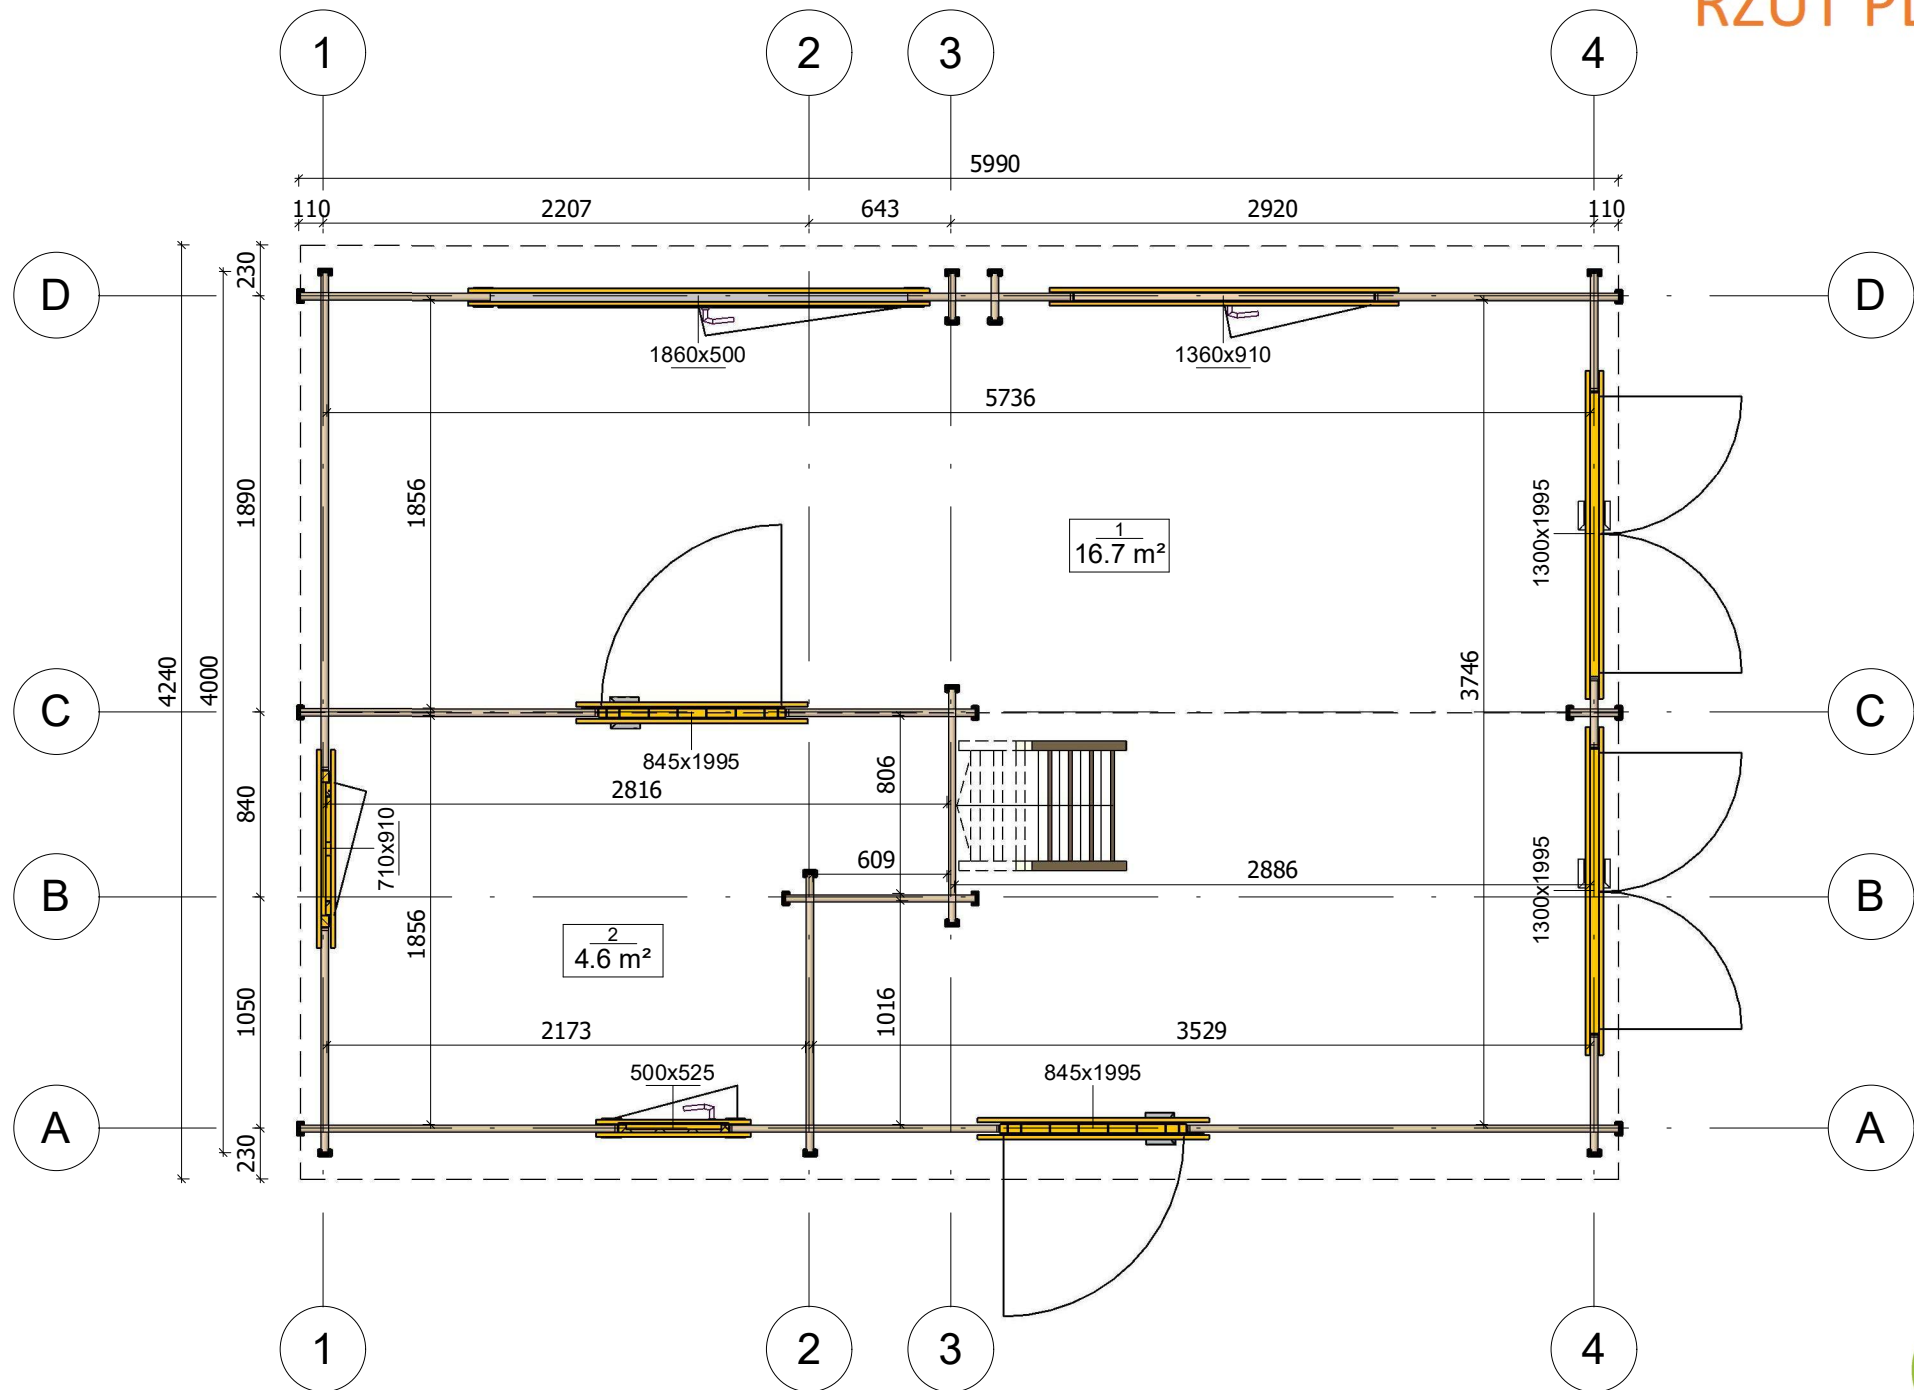 RZUT
1 2 3 4
5990
110 2207 643 2920 110
D D
230
1860x500 1360x910
5736
1890 1856 1300x1995
1
16.7 m²
4240 4000 3746
C C
845x1995
806
2816
840 710x910
609 2886
B B
1300x1995
1856
2
4.6 m²
1050 1016
2173 3529
500x525 845x1995
A A
230
1 2 3 4